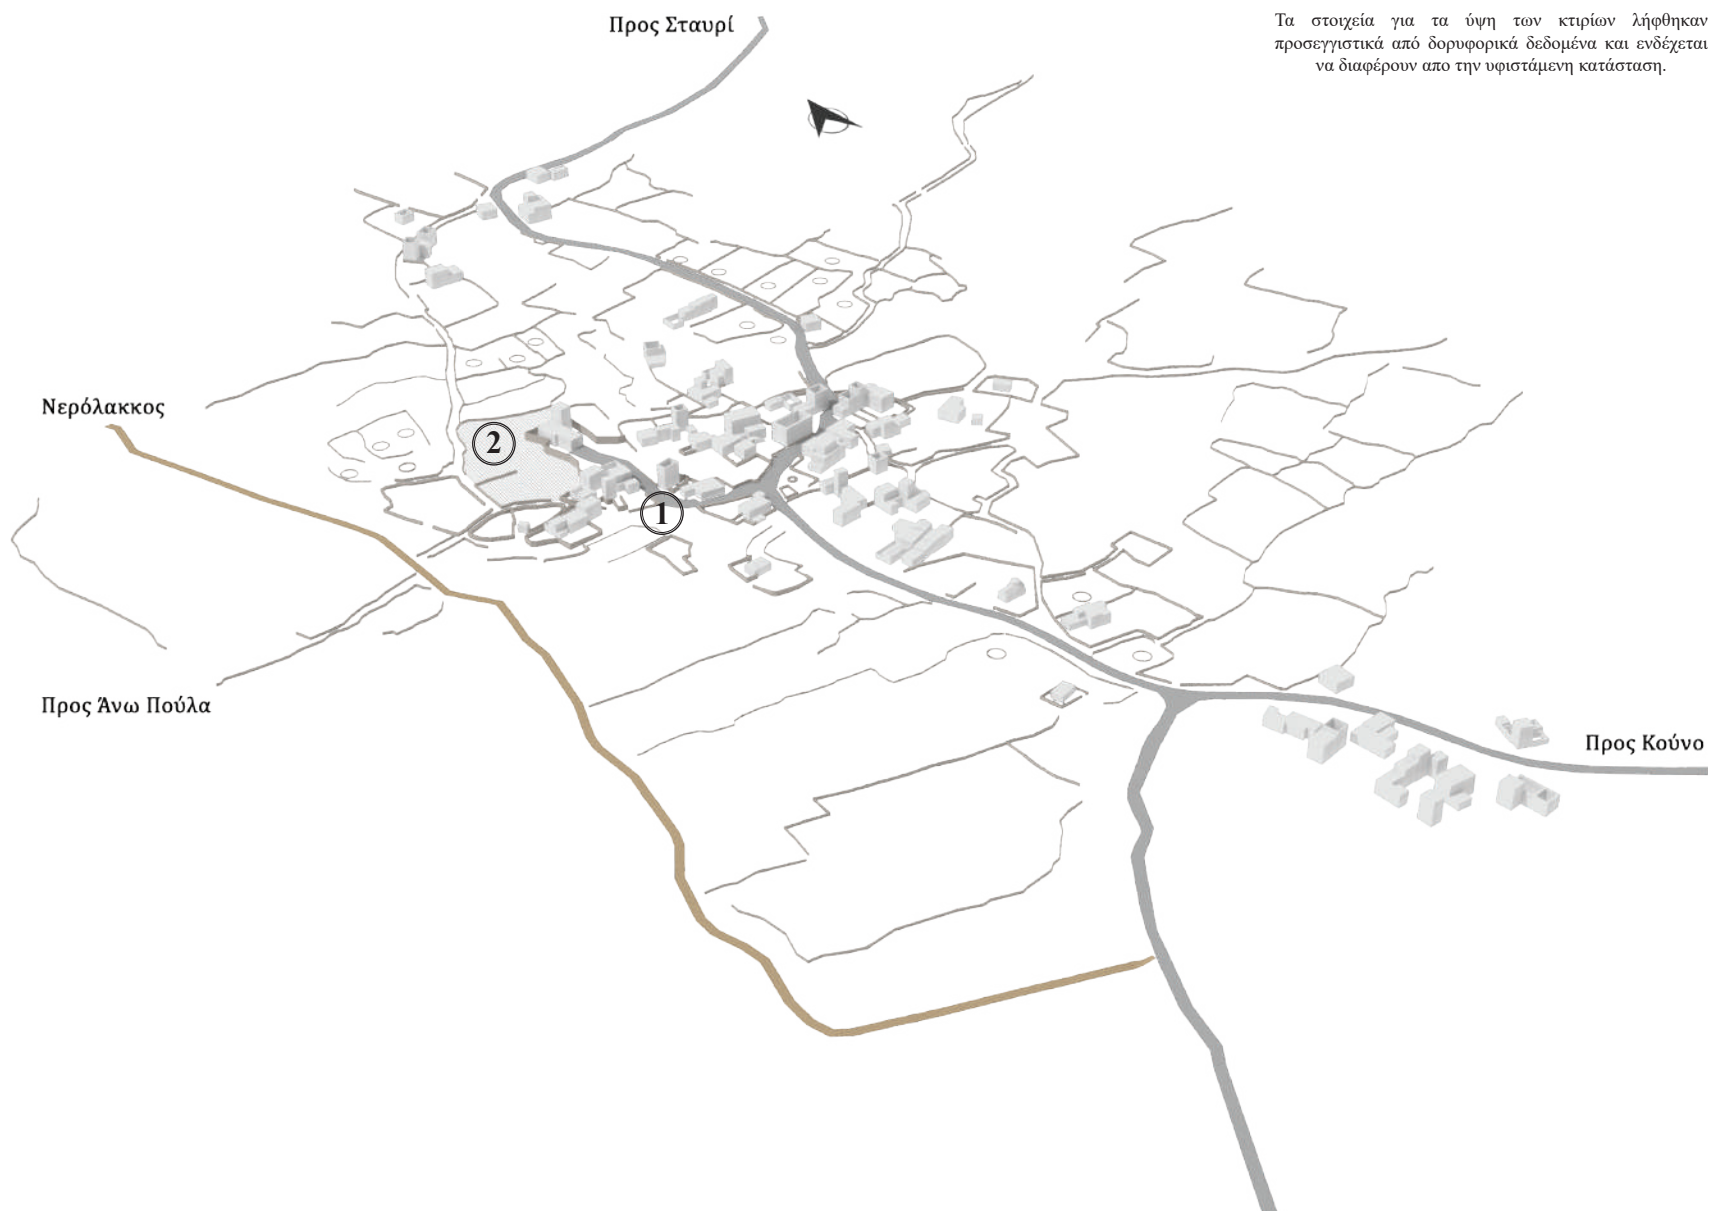 Προς Σταυρί
Τα στοιχεία για τα ύψη των κτιρίων λήφθηκαν
προσεγγιστικά από δορυφορικά δεδομένα και ενδέχεται
να διαφέρουν απο την υφιστάμενη κατάσταση.
Νερόλακκος
2
1
Προς Άνω Πούλα
Προς Κούνο